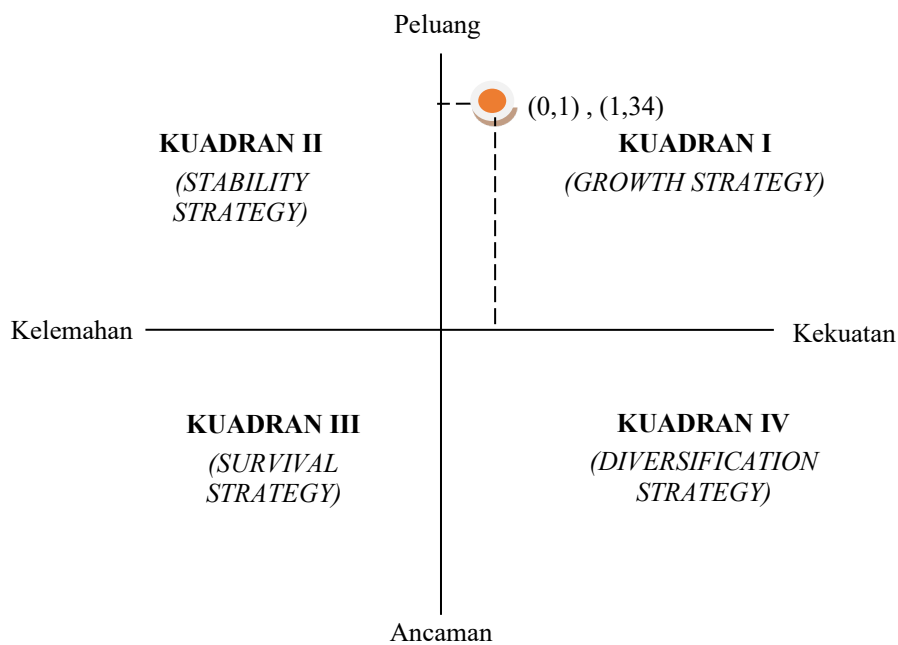 Peluang
(0,1) , (1,34)
KUADRAN II
(STABILITY
STRATEGY)
KUADRAN I
(GROWTH STRATEGY)
Kelemahan
Kekuatan
KUADRAN III
(SURVIVAL
STRATEGY)
KUADRAN IV
(DIVERSIFICATION
STRATEGY)
Ancaman